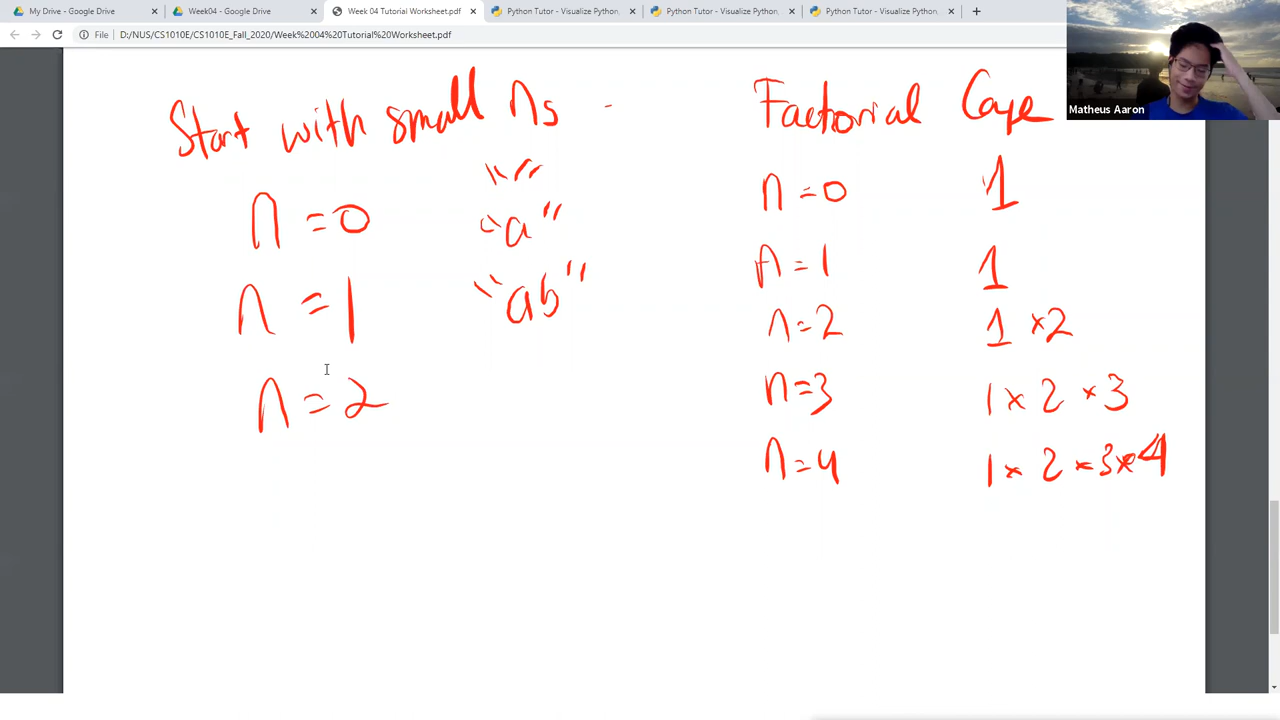 My Drive - Google Drive
Week04 - Google Drive
Week 04 Tutorial Worksheet.pdf
Python Tutor - Visualize Python,
Python Tutor - Visualize Python,
Python Tutor - Visualize Python,
File D:/NUS/CS1010E/CS1010E_Fall_2020/Week%2004%20Tutorial%20Worksheet.pdf
Matheus Aaron
Start with small ns -
""
n = 0 "a"
n = 1 "ab"
n = 2
Factorial Case
n = 0 1
n = 1 1
n = 2 1 × 2
n = 3 1 × 2 × 3
n = 4 1 × 2 × 3 × 4